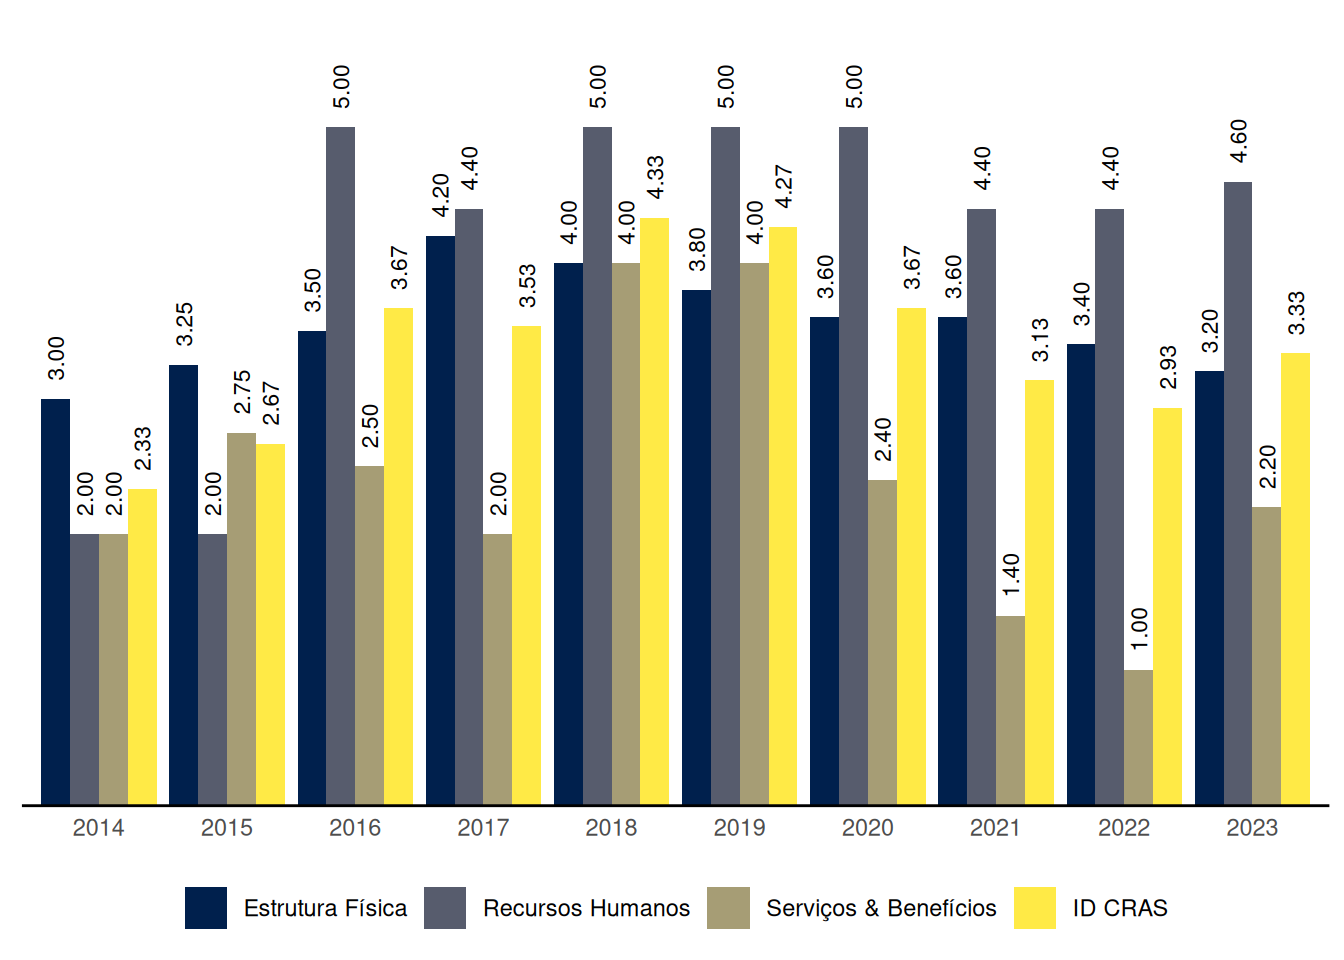 3.00 2.00 2.00 2.33
3.25 2.00 2.75 2.67
3.50 5.00 2.50 3.67
4.20 4.40 2.00 3.53
4.00 5.00 4.00 4.33
3.80 5.00 4.00 4.27
3.60 5.00 2.40 3.67
3.60 4.40 1.40 3.13
3.40 4.40 1.00 2.93
3.20 4.60 2.20 3.33
2014 2015 2016 2017 2018 2019 2020 2021 2022 2023
Estrutura Física Recursos Humanos Serviços & Benefícios ID CRAS